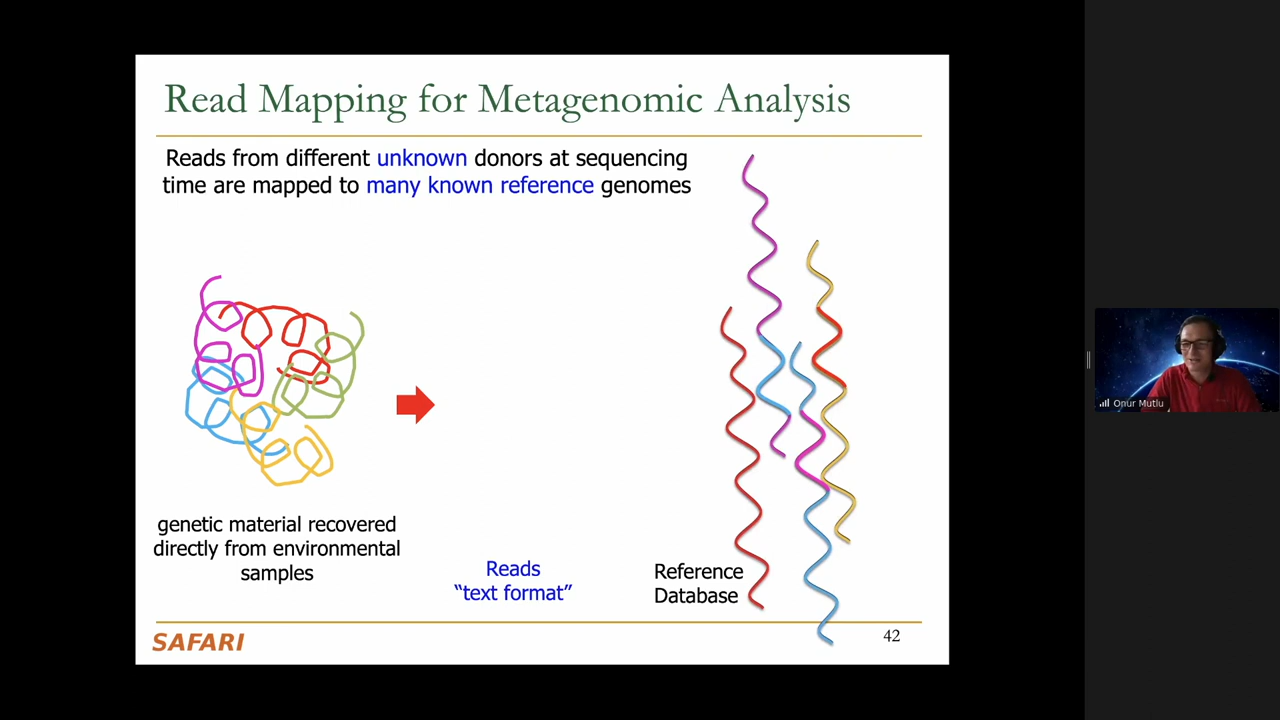 Read Mapping for Metagenomic Analysis
Reads from different unknown donors at sequencing
time are mapped to many known reference genomes
genetic material recovered
directly from environmental
samples
Reads
“text format”
Reference
Database
SAFARI
42
Onur Mutlu